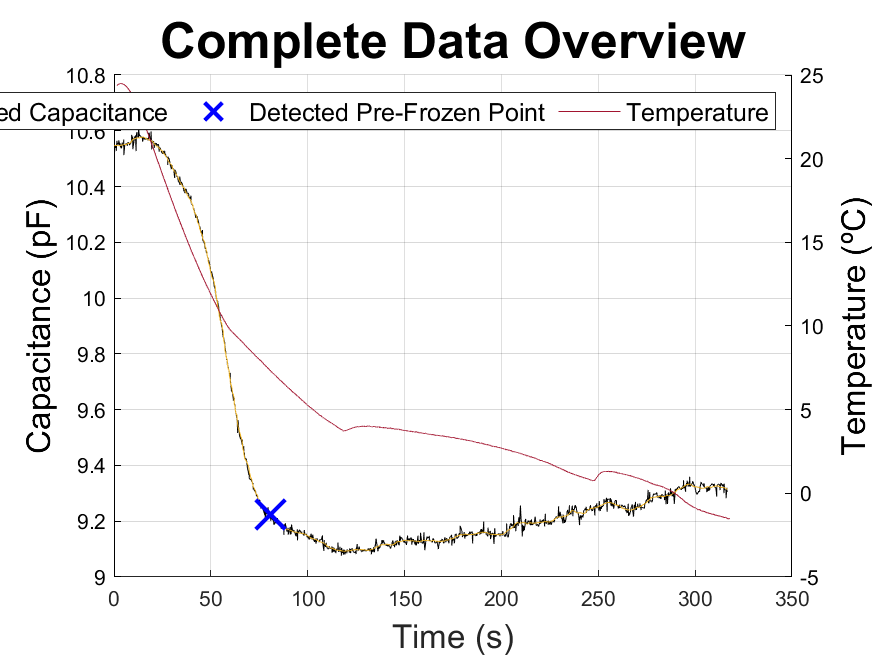 Complete Data Overview
ed Capacitance Detected Pre-Frozen Point Temperature
10.8
10.6
10.4
10.2
10
9.8
9.6
9.4
9.2
9
Capacitance (pF)
25
20
15
10
5
0
-5
Temperature (ºC)
0 50 100 150 200 250 300 350
Time (s)